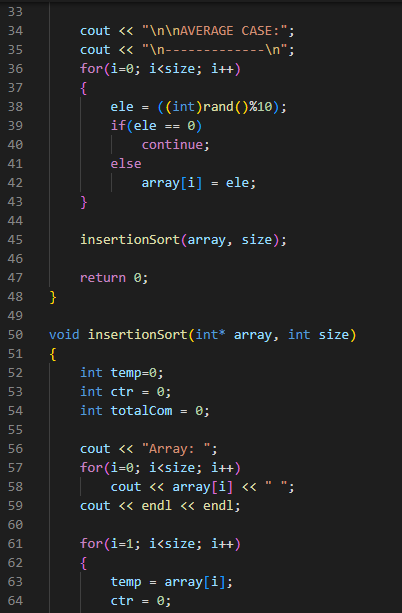 33
34 cout << "\n\nAVERAGE CASE:";
35 cout << "\n-------------\n";
36 for(i=0; i<size; i++)
37 {
38 ele = ((int)rand()%10);
39 if(ele == 0)
40 continue;
41 else
42 array[i] = ele;
43 }
44
45 insertionSort(array, size);
46
47 return 0;
48 }
49
50 void insertionSort(int* array, int size)
51 {
52 int temp=0;
53 int ctr = 0;
54 int totalCom = 0;
55
56 cout << "Array: ";
57 for(i=0; i<size; i++)
58 cout << array[i] << " ";
59 cout << endl << endl;
60
61 for(i=1; i<size; i++)
62 {
63 temp = array[i];
64 ctr = 0;